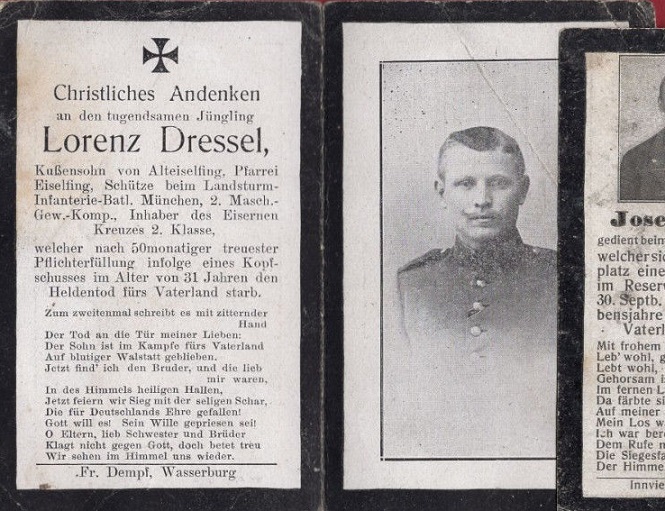 Christliches Andenken
an den tugendsamen Jüngling
Lorenz Dressel,
Kußensohn von Alteiselfing, Pfarrei
Eiselfing, Schütze beim Landsturm-
Infanterie-Batl. München, 2. Masch.-
Gew.-Komp., Inhaber des Eisernen
Kreuzes 2. Klasse,
welcher nach 50monatiger treuester
Pflichterfüllung infolge eines Kopf-
schusses im Alter von 31 Jahren den
Heldentod fürs Vaterland starb.
Zum zweitenmal schreibt es mit zitternder
Hand
Der Tod an die Tür meiner Lieben:
Der Sohn ist im Kampfe fürs Vaterland
Auf blutiger Walstatt geblieben.
Jetzt find' ich den Bruder, und die lieb
mir waren,
In des Himmels heiligen Hallen,
Jetzt feiern wir Sieg mit der seligen Schar,
Die für Deutschlands Ehre gefallen!
Gott will es! Sein Wille gepriesen sei!
O Eltern, lieb Schwester und Brüder
Klagt nicht gegen Gott, doch betet treu
Wir sehen im Himmel uns wieder.
Fr. Dempf, Wasserburg
Jose
gedient beim
welcher sic
platz eine
im Reserv
30. Septb.
bensjahre
Vaterl
Mit frohem
Leb' wohl, g
Lebt wohl,
Gehorsam i
Im fernen L
Da färbte si
Auf meiner
Mein Los wa
Ich war bere
Dem Rufe m
Die Siegesfa
Der Himme
Innvie